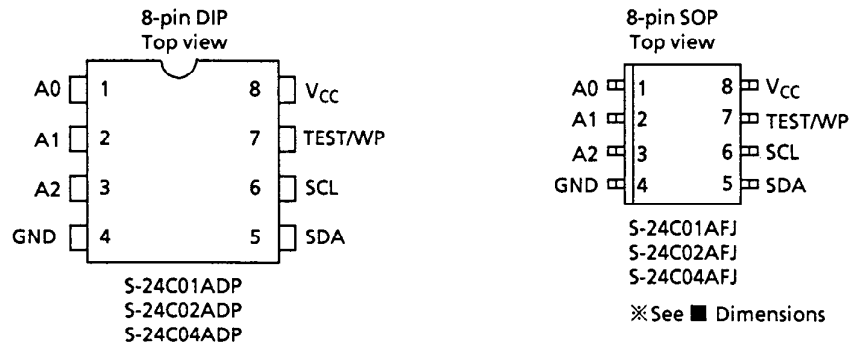 8-pin DIP
Top view
A0 1 8 VCC
A1 2 7 TEST/WP
A2 3 6 SCL
GND 4 5 SDA
S-24C01ADP
S-24C02ADP
S-24C04ADP
8-pin SOP
Top view
A0 1 8 VCC
A1 2 7 TEST/WP
A2 3 6 SCL
GND 4 5 SDA
S-24C01AFJ
S-24C02AFJ
S-24C04AFJ
※See ■ Dimensions